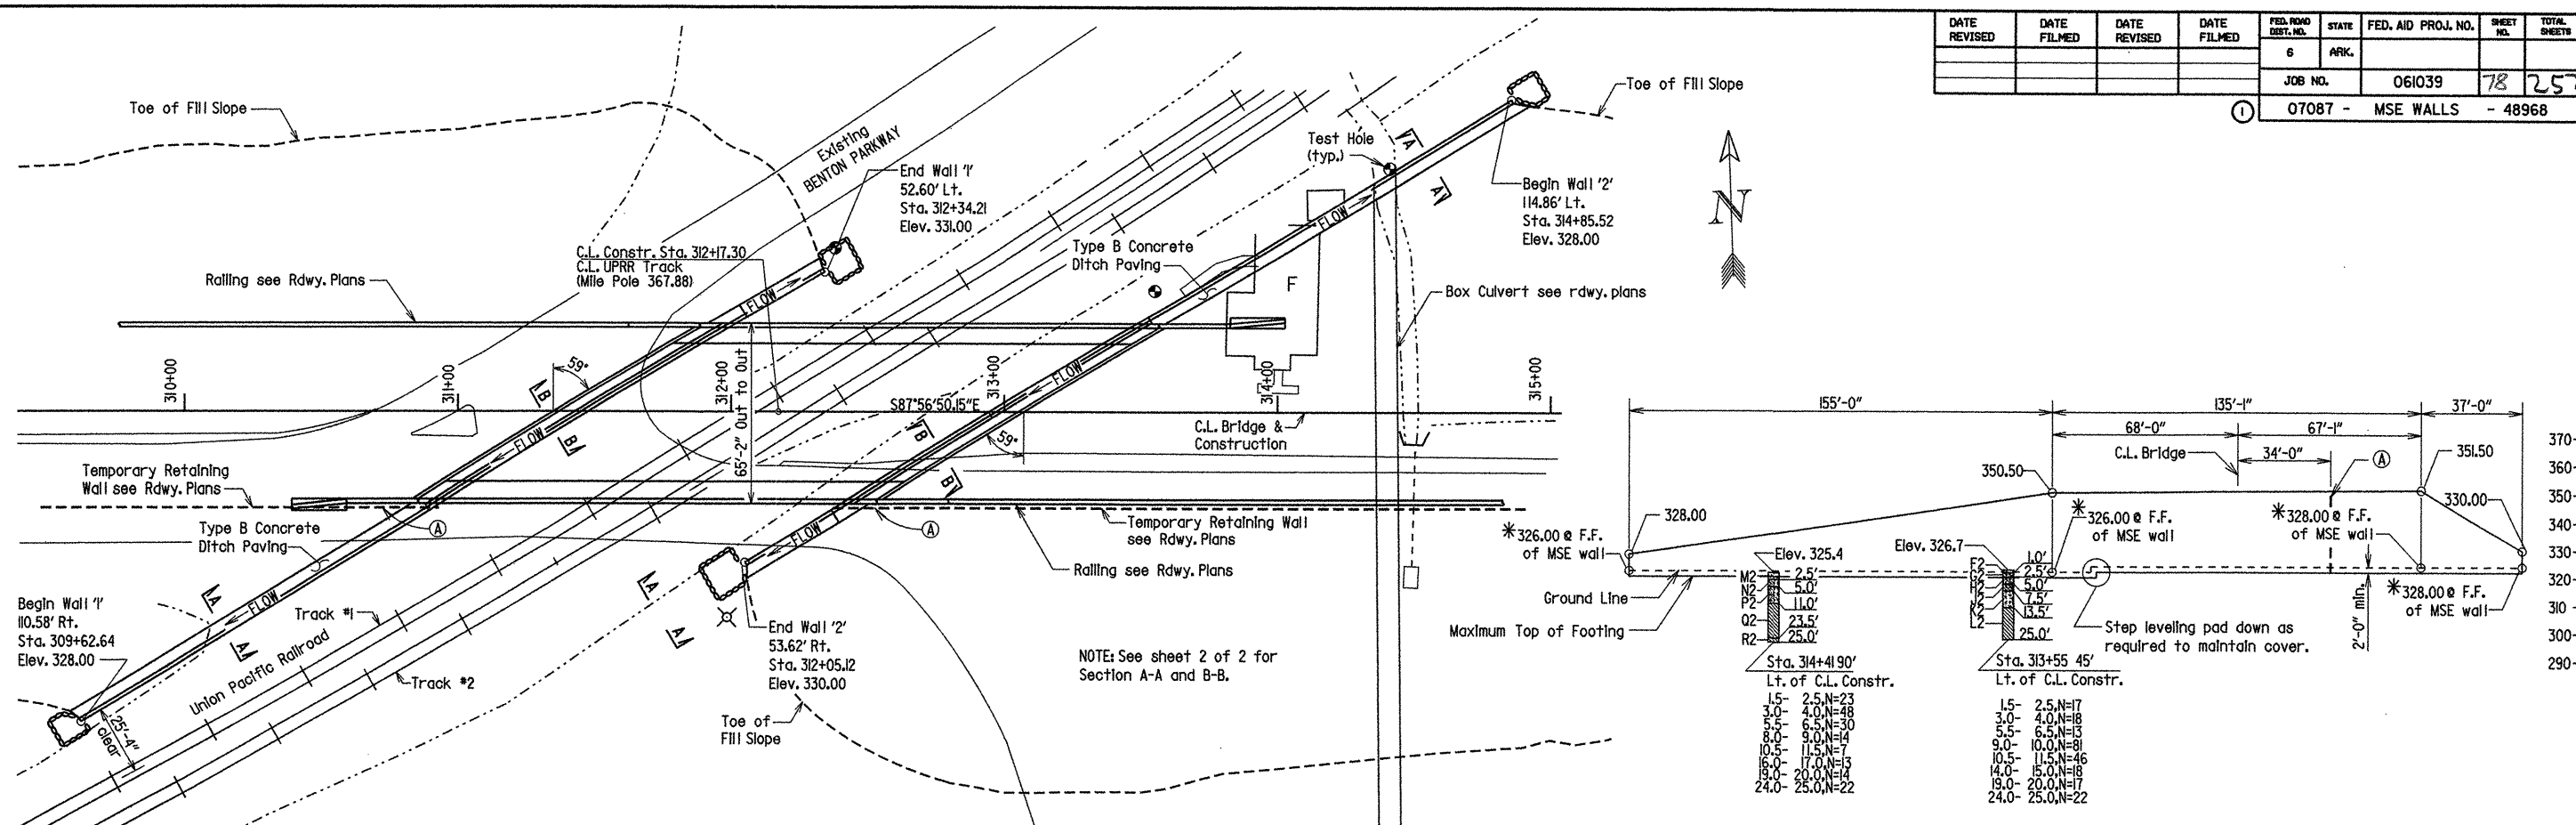 DATE REVISED
DATE FILMED
DATE REVISED
DATE FILMED
FED. ROAD DIST. NO.
STATE
FED. AID PROJ. NO.
SHEET NO.
TOTAL SHEETS
6
ARK.
JOB NO.
061039
78
257
1
07087 - MSE WALLS - 48968
Toe of Fill Slope
Existing
BENTON PARKWAY
End Wall '1'
52.60' Lt.
Sta. 312+34.21
Elev. 331.00
C.L. Constr. Sta. 312+17.30
C.L. UPRR Track
(Mile Pole 367.88)
Railing see Rdwy. Plans
Test Hole
(typ.)
Toe of Fill Slope
A
A
Begin Wall '2'
114.86' Lt.
Sta. 314+85.52
Elev. 328.00
N
Type B Concrete
Ditch Paving
F
Box Culvert see rdwy. plans
FLOW
FLOW
FLOW
FLOW
FLOW
FLOW
FLOW
59°
59°
B
B
B
B
65'-2" Out to Out
310+00
311+00
312+00
313+00
314+00
315+00
S87°56'50.15"E
C.L. Bridge &
Construction
Temporary Retaining
Wall see Rdwy. Plans
Type B Concrete
Ditch Paving
A
A
Temporary Retaining Wall
see Rdwy. Plans
Railing see Rdwy. Plans
A
A
A
A
Begin Wall '1'
110.58' Rt.
Sta. 309+62.64
Elev. 328.00
Track #1
Union Pacific Railroad
Track #2
25'-4"
clear
End Wall '2'
53.62' Rt.
Sta. 312+05.12
Elev. 330.00
Toe of
Fill Slope
NOTE: See sheet 2 of 2 for
Section A-A and B-B.
155'-0"
135'-1"
37'-0"
68'-0"
67'-1"
C.L. Bridge
34'-0"
A
350.50
351.50
330.00
328.00
*326.00 @ F.F.
of MSE wall
*
326.00 @ F.F.
of MSE wall
*328.00 @ F.F.
of MSE wall
*328.00 @ F.F.
of MSE wall
Elev. 325.4
Elev. 326.7
M2 2.5'
N2 5.0'
P2 11.0'
Q2 23.5'
R2 25.0'
F2 1.0'
G2 2.5'
5.0'
J2 7.5'
K2 13.5'
L2 25.0'
Ground Line
Maximum Top of Footing
Step leveling pad down as
required to maintain cover.
2'-0" min.
370
360
350
340
330
320
310
300
290
Sta. 314+41 90'
Lt. of C.L. Constr.
1.5- 2.5,N=23
3.0- 4.0,N=48
5.5- 6.5,N=30
8.0- 9.0,N=14
10.5- 11.5,N=7
16.0- 17.0,N=13
19.0- 20.0,N=14
24.0- 25.0,N=22
Sta. 313+55 45'
Lt. of C.L. Constr.
1.5- 2.5,N=17
3.0- 4.0,N=18
5.5- 6.5,N=13
9.0- 10.0,N=81
10.5- 11.5,N=46
14.0- 15.0,N=18
19.0- 20.0,N=17
24.0- 25.0,N=22